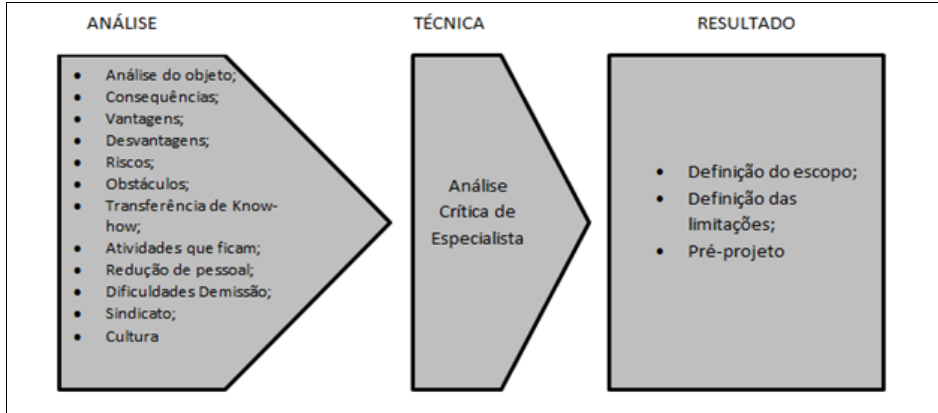 ANÁLISE
TÉCNICA
RESULTADO
• Análise do objeto;
• Consequências;
• Vantagens;
• Desvantagens;
• Riscos;
• Obstáculos;
• Transferência de Know-
how;
• Atividades que ficam;
• Redução de pessoal;
• Dificuldades Demissão;
• Sindicato;
• Cultura
Análise
Crítica de
Especialista
• Definição do escopo;
• Definição das
limitações;
• Pré-projeto